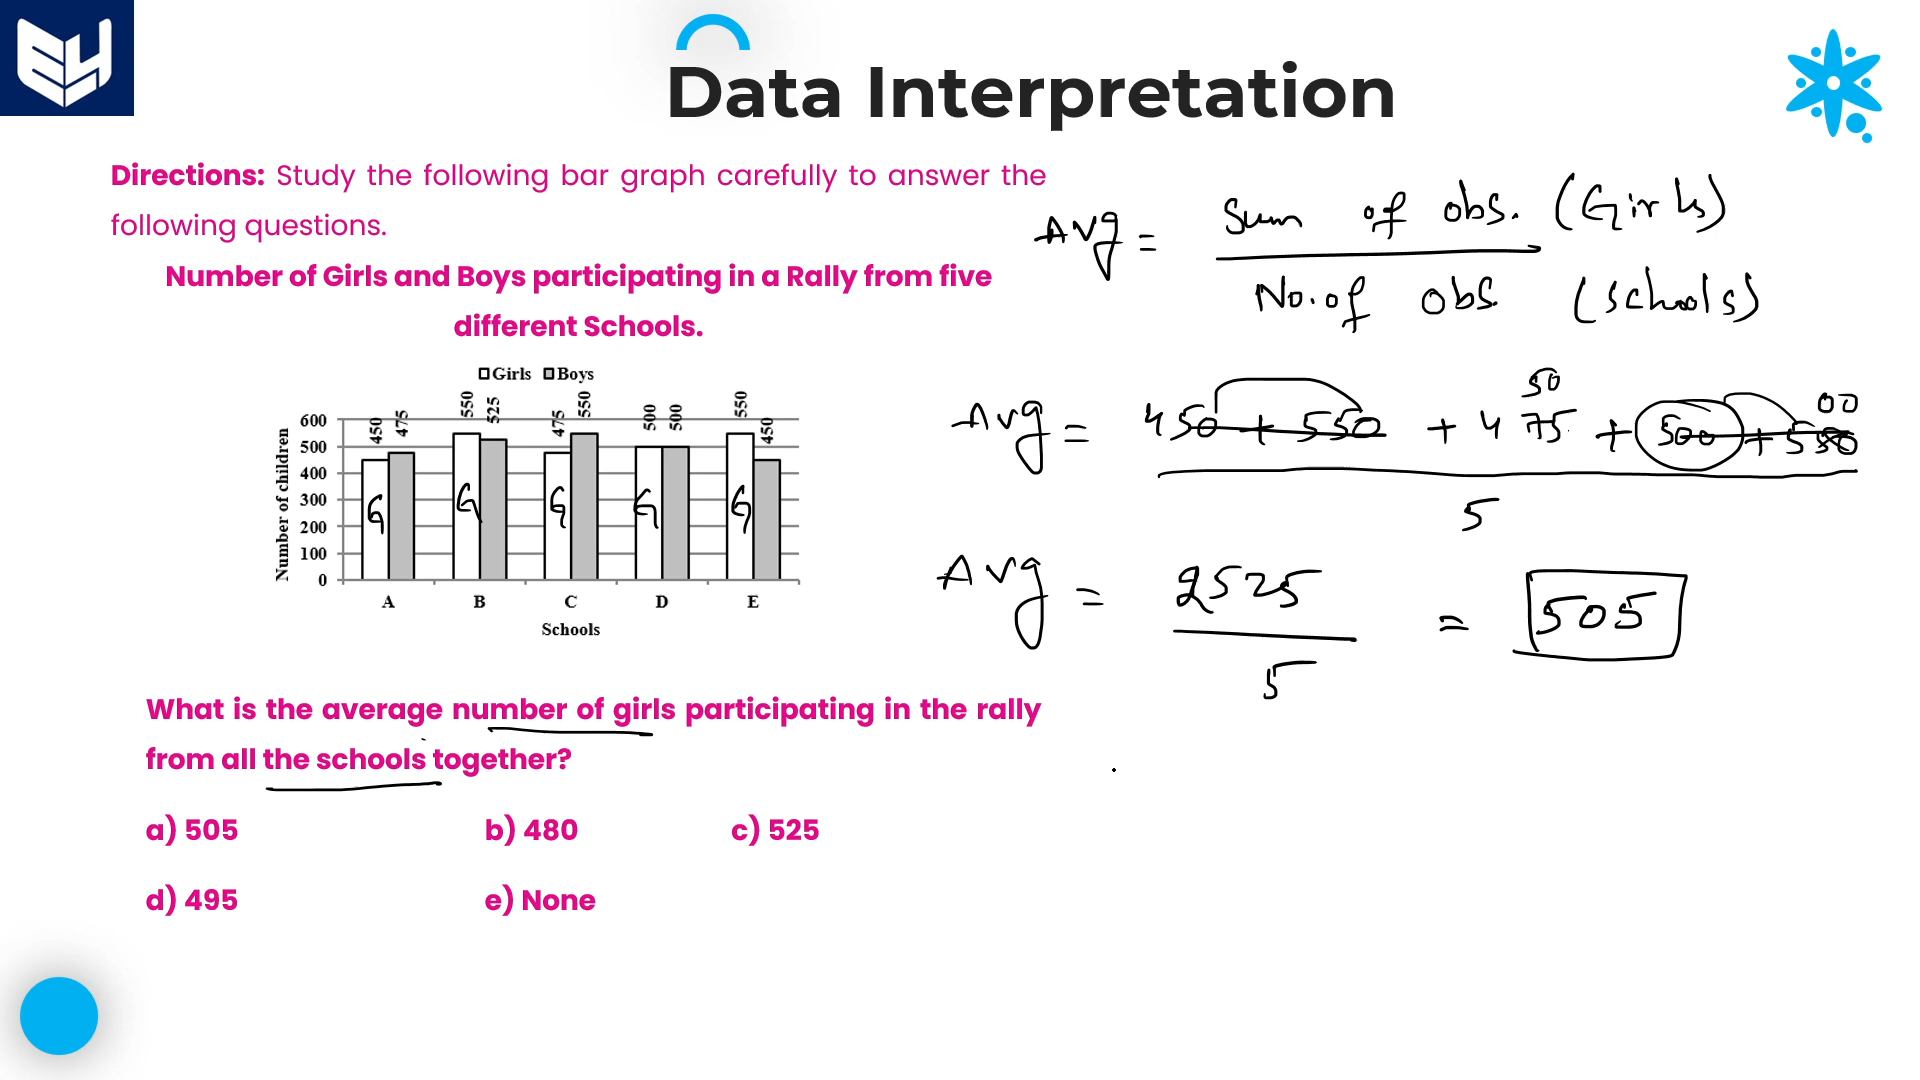 Data Interpretation
Directions: Study the following bar graph carefully to answer the
following questions.
Number of Girls and Boys participating in a Rally from five
different Schools.
Girls Boys
Number of children
600
500
400
300
200
100
0
450 475 550 525 475 550 500 500 550 450
G G G G G
A B C D E
Schools
What is the average number of girls participating in the rally
from all the schools together?
a) 505 b) 480 c) 525
d) 495 e) None
Avg = Sum of obs. (Girls)
No. of obs (schools)
50 00
Avg = 450 + 550 + 475 + 500 + 550
5
Avg = 2525 = 505
5